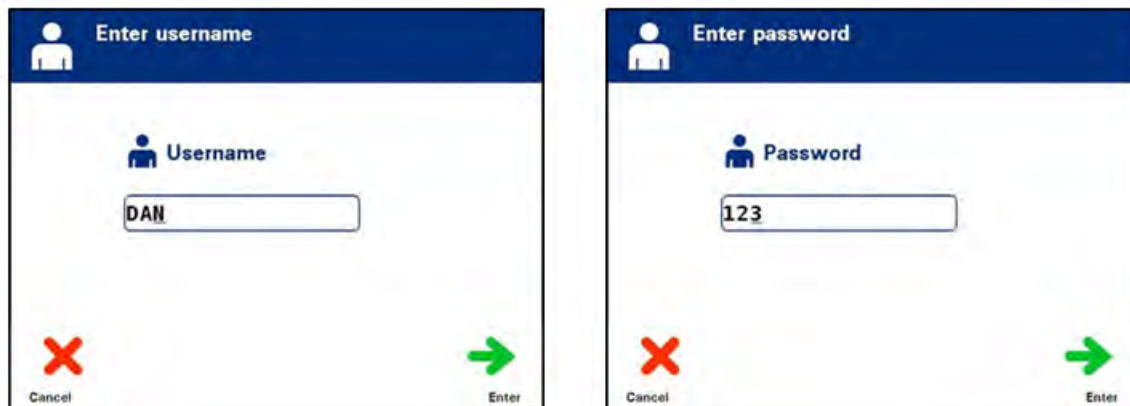 Enter username
Username
DAN
Cancel
Enter
Enter password
Password
123
Cancel
Enter